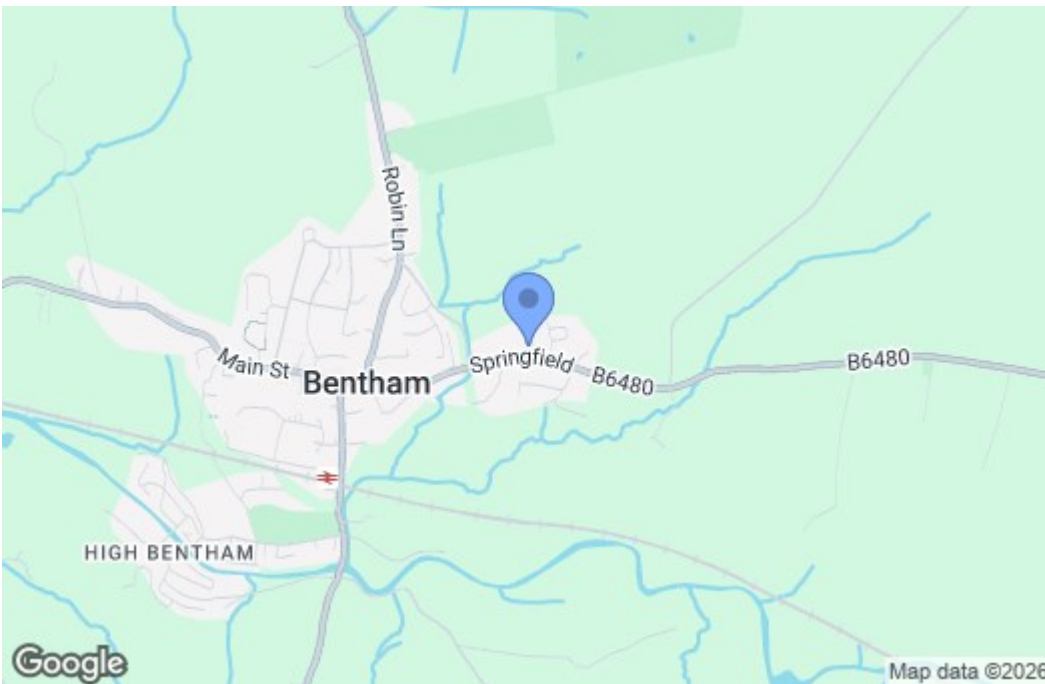 Robin Ln
Main St
Springfield
B6480
B6480
Bentham
HIGH BENTHAM
Google
Map data ©2026